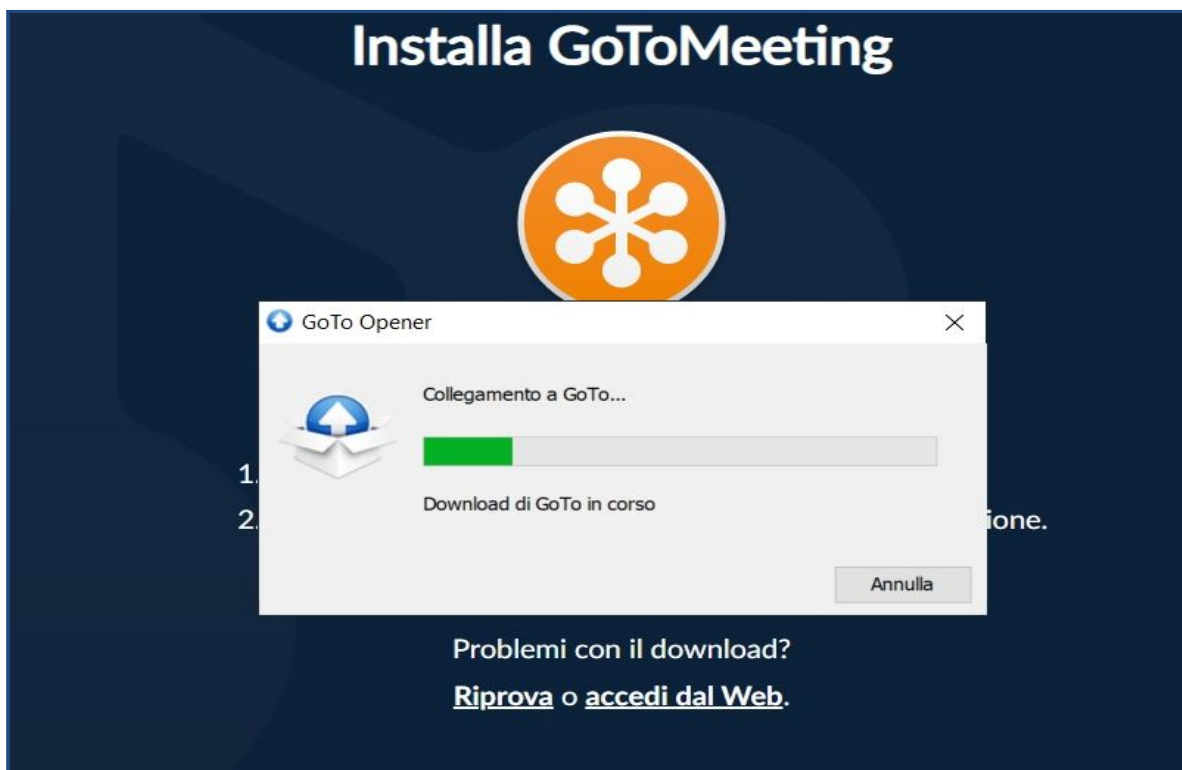 Installa GoToMeeting
GoTo Opener
Collegamento a GoTo...
Download di GoTo in corso
1.
2.
ione.
Annulla
Problemi con il download?
Riprova o accedi dal Web.